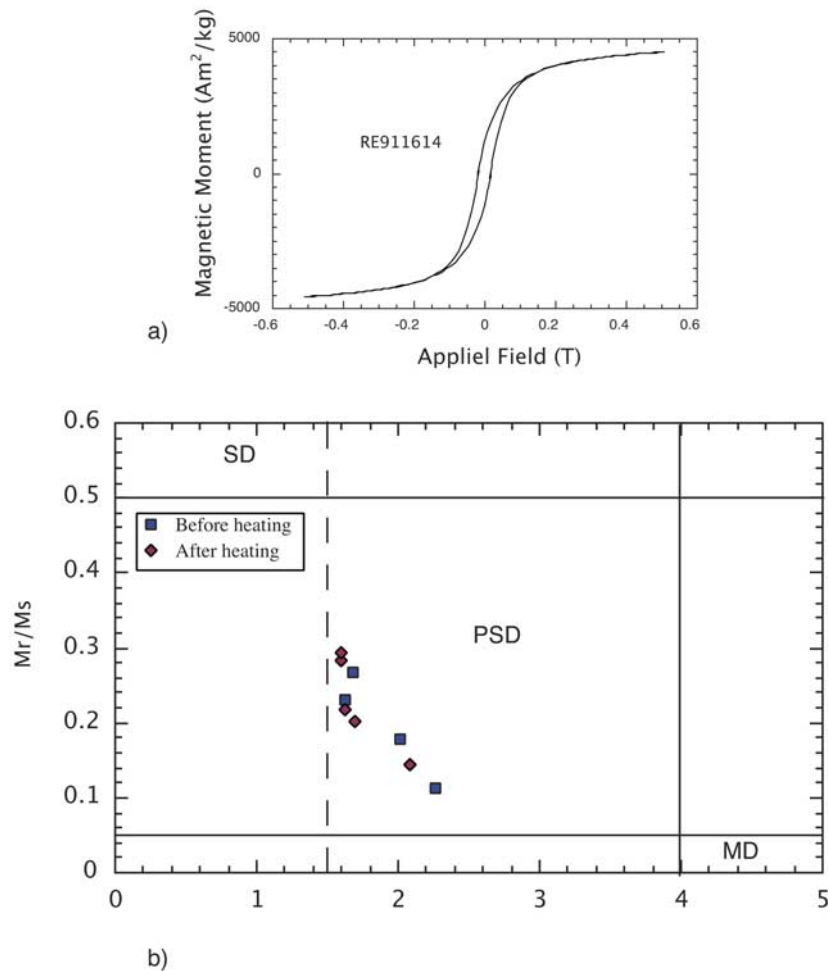 5000
Magnetic Moment (Am²/kg)
RE911614
0
-5000
-0.6 -0.4 -0.2 0 0.2 0.4 0.6
Appliel Field (T)
a)
0.6
SD
0.5
Before heating
After heating
0.4
Mr/Ms
PSD
0.3
0.2
0.1
MD
0
0 1 2 3 4 5
b)